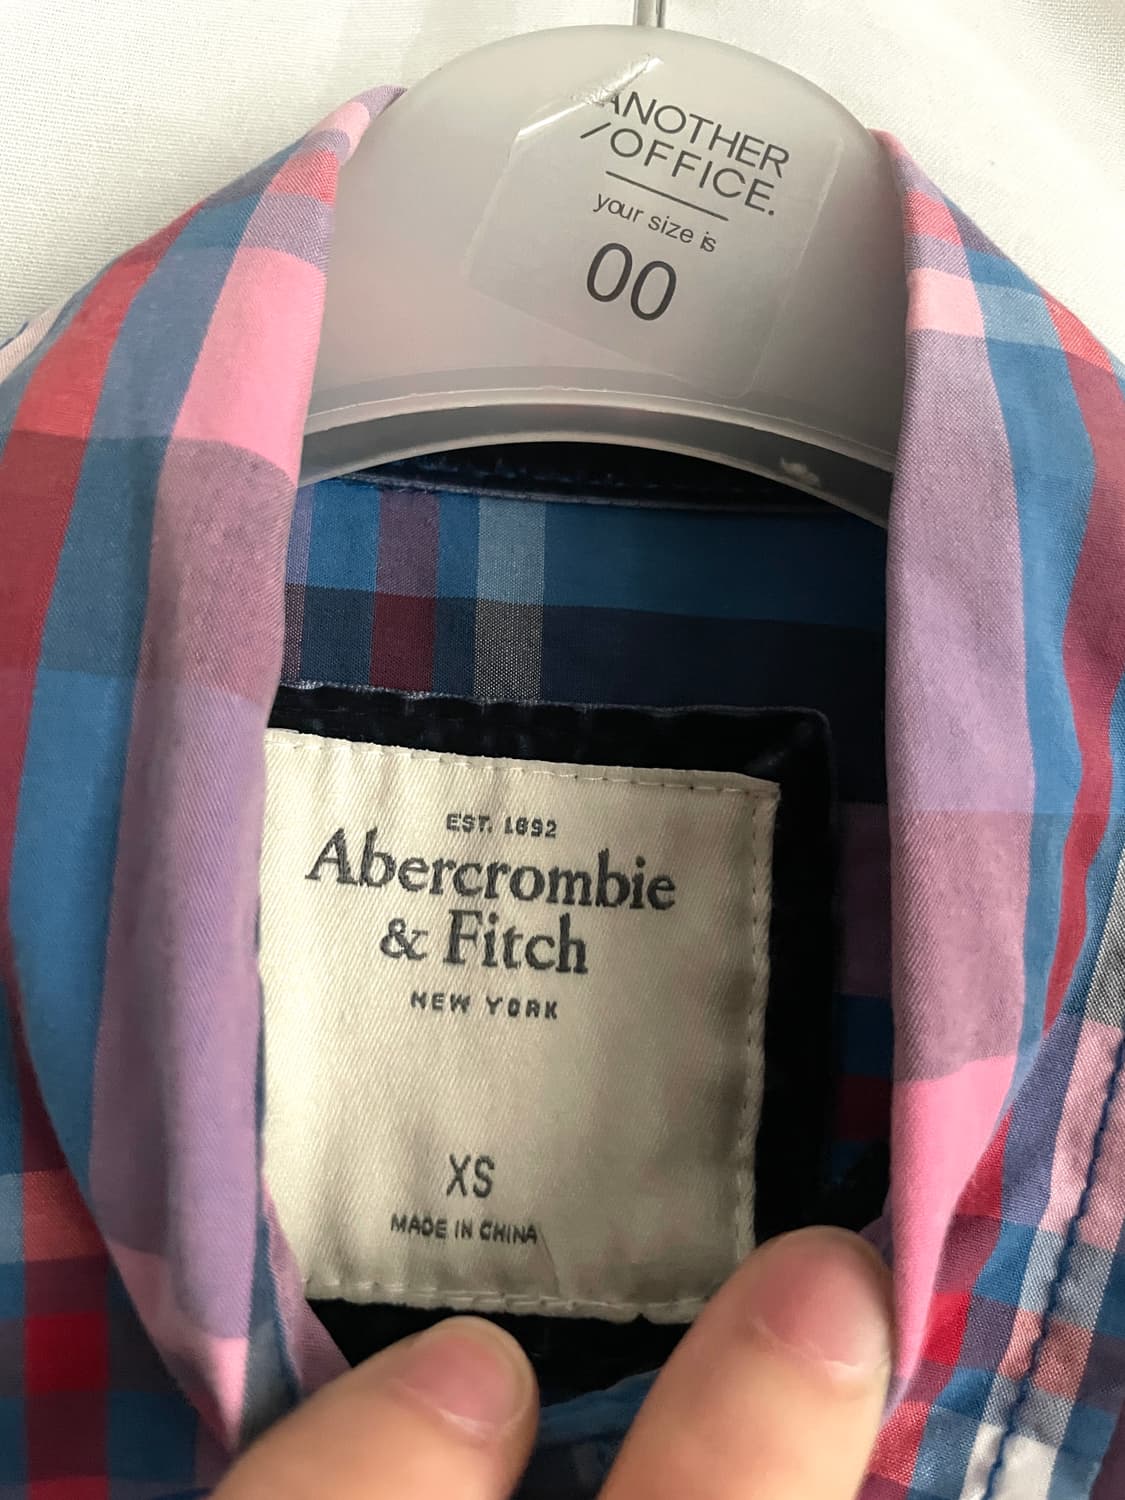 ANOTHER
/OFFICE.
your size is
00
EST. 1892
Abercrombie
& Fitch
NEW YORK
XS
MADE IN CHINA